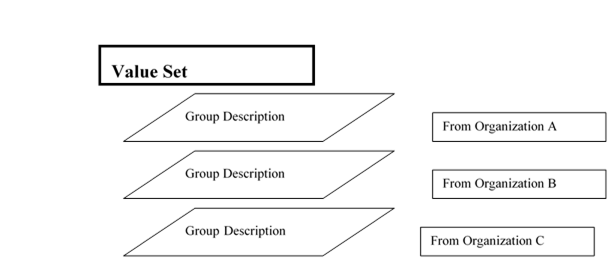 Value Set
Group Description
From Organization A
Group Description
From Organization B
Group Description
From Organization C